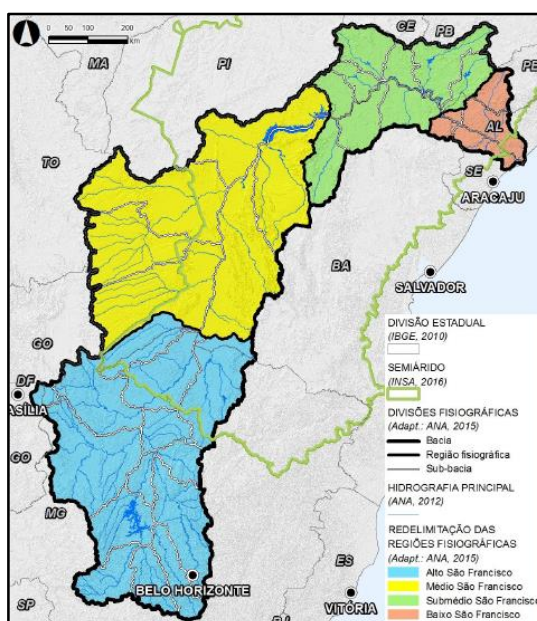 0 50 100 200
km
CE
PB
MA
PI
PE
AL
TO
SE
ARACAJU
BA
SALVADOR
GO
DF
ASÍLIA
GO
MG
BELO HORIZONTE
ES
VITÓRIA
SP
RJ
DIVISÃO ESTADUAL
(IBGE, 2010)
SEMIÁRIDO
(INSA, 2016)
DIVISÕES FISIOGRÁFICAS
(Adapt.: ANA, 2015)
Bacia
Região fisiográfica
Sub-bacia
HIDROGRAFIA PRINCIPAL
(ANA, 2012)
REDELIMITAÇÃO DAS
REGIÕES FISIOGRÁFICAS
(Adapt.: ANA, 2015)
Alto São Francisco
Médio São Francisco
Submédio São Francisco
Baixo São Francisco